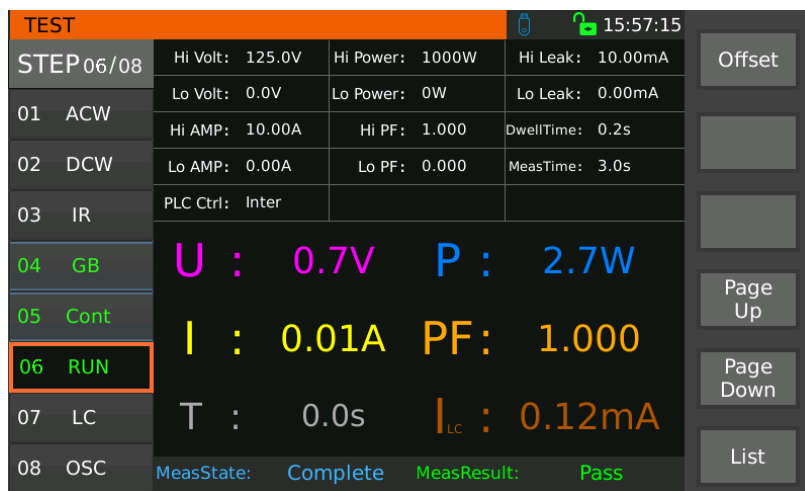 TEST 15:57:15
STEP 06/08
01 ACW
02 DCW
03 IR
04 GB
05 Cont
06 RUN
07 LC
08 OSC
Hi Volt: 125.0V Hi Power: 1000W Hi Leak: 10.00mA
Lo Volt: 0.0V Lo Power: 0W Lo Leak: 0.00mA
Hi AMP: 10.00A Hi PF: 1.000 DwellTime: 0.2s
Lo AMP: 0.00A Lo PF: 0.000 MeasTime: 3.0s
PLC Ctrl: Inter
U : 0.7V P : 2.7W
I : 0.01A PF: 1.000
T : 0.0s ILC : 0.12mA
MeasState: Complete MeasResult: Pass
Offset
Page
Up
Page
Down
List